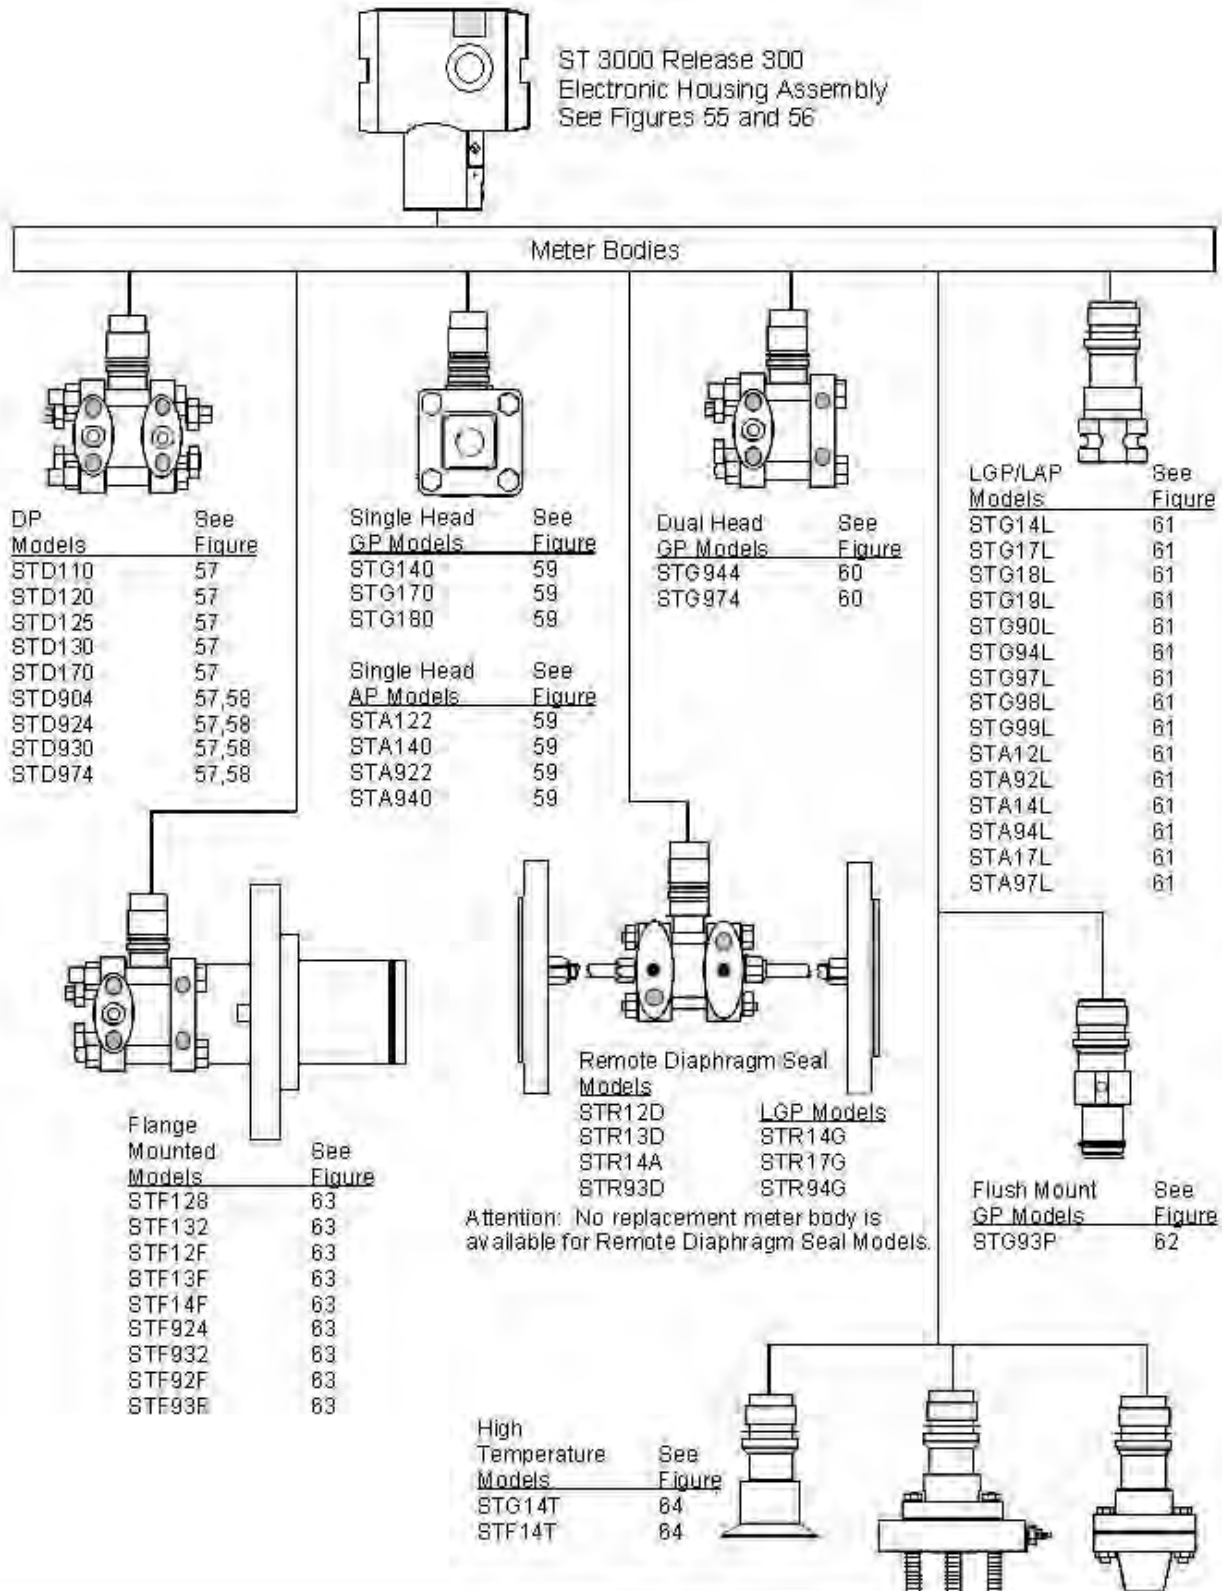 ST 3000 Release 300
Electronic Housing Assembly
See Figures 55 and 56
Meter Bodies
DP See
Models Figure
STD110 57
STD120 57
STD125 57
STD130 57
STD170 57
STD904 57,58
STD924 57,58
STD930 57,58
STD974 57,58
Single Head See
GP Models Figure
STG140 59
STG170 59
STG180 59
Single Head See
AP Models Figure
STA122 59
STA140 59
STA922 59
STA940 59
Dual Head See
GP Models Figure
STG944 60
STG974 60
LGP/LAP See
Models Figure
STG14L 61
STG17L 61
STG18L 61
STG19L 61
STG90L 61
STG94L 61
STG97L 61
STG98L 61
STG99L 61
STA12L 61
STA92L 61
STA14L 61
STA94L 61
STA17L 61
STA97L 61
Flange
Mounted See
Models Figure
STF128 63
STF132 63
STF12F 63
STF13F 63
STF14F 63
STF924 63
STF932 63
STF92F 63
STF93F 63
Remote Diaphragm Seal
Models
STR12D LGP Models
STR13D STR14G
STR14A STR17G
STR93D STR94G
Attention: No replacement meter body is
available for Remote Diaphragm Seal Models.
Flush Mount See
GP Models Figure
STG93P 62
High
Temperature See
Models Figure
STG14T 64
STF14T 64